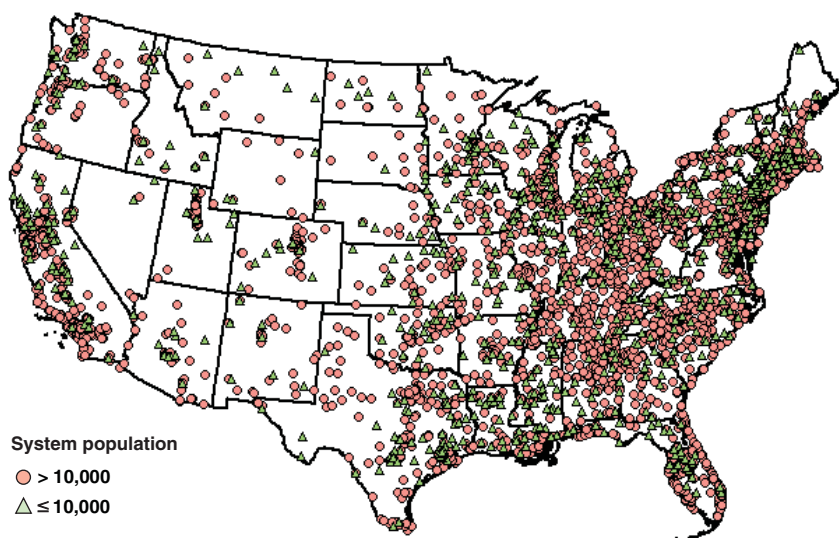 System population
> 10,000
≤ 10,000